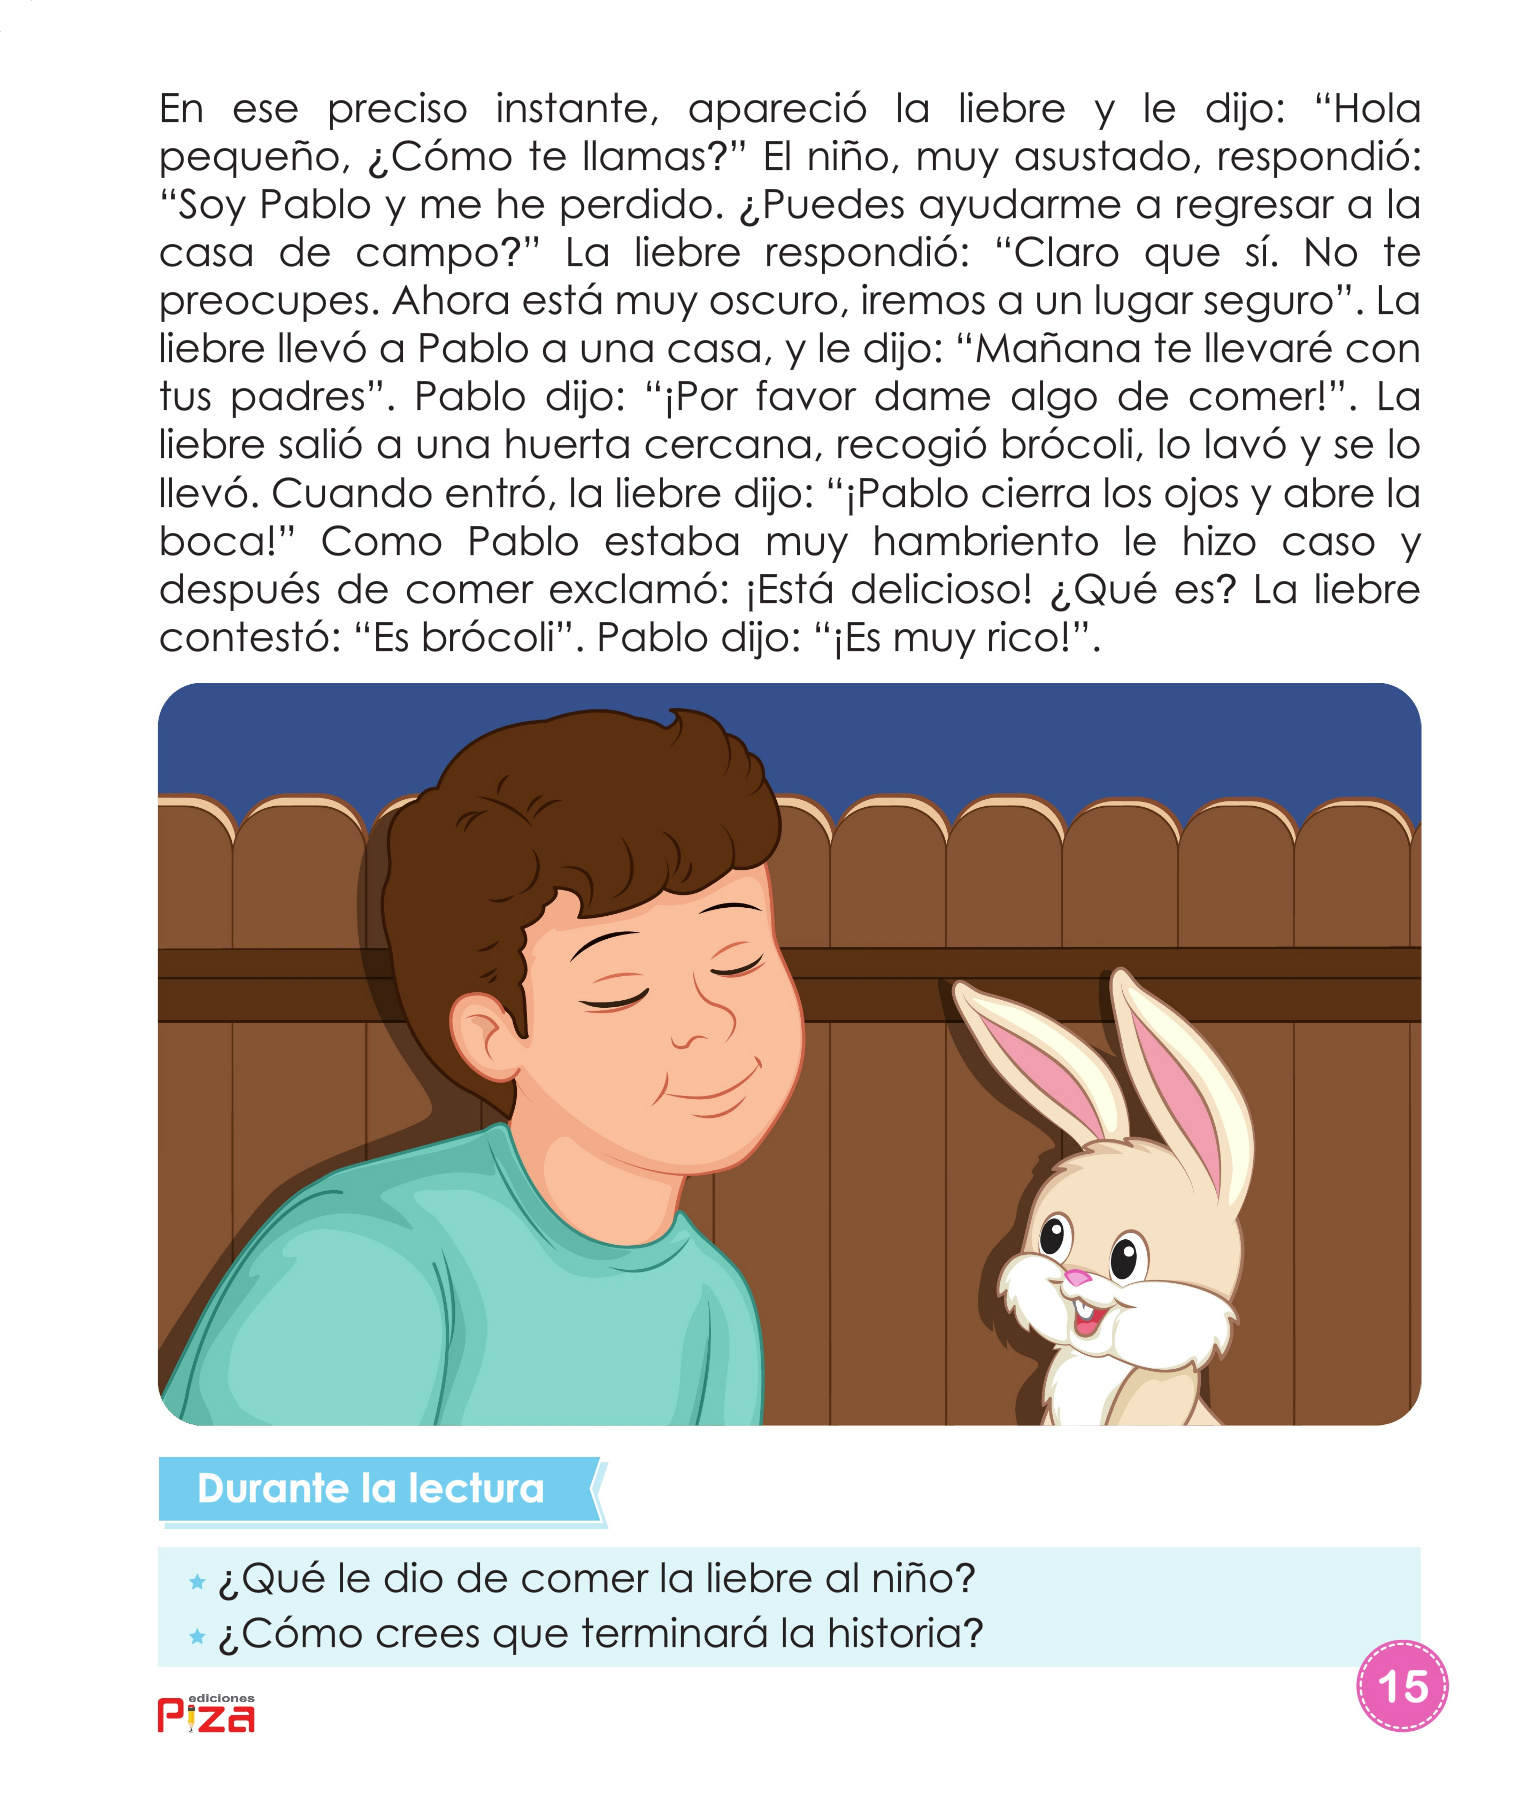 En ese preciso instante, apareció la liebre y le dijo: “Hola
pequeño, ¿Cómo te llamas?” El niño, muy asustado, respondió:
“Soy Pablo y me he perdido. ¿Puedes ayudarme a regresar a la
casa de campo?” La liebre respondió: “Claro que sí. No te
preocupes. Ahora está muy oscuro, iremos a un lugar seguro”. La
liebre llevó a Pablo a una casa, y le dijo: “Mañana te llevaré con
tus padres”. Pablo dijo: “¡Por favor dame algo de comer!”. La
liebre salió a una huerta cercana, recogió brócoli, lo lavó y se lo
llevó. Cuando entró, la liebre dijo: “¡Pablo cierra los ojos y abre la
boca!” Como Pablo estaba muy hambriento le hizo caso y
después de comer exclamó: ¡Está delicioso! ¿Qué es? La liebre
contestó: “Es brócoli”. Pablo dijo: “¡Es muy rico!”.
Durante la lectura
¿Qué le dio de comer la liebre al niño?
¿Cómo crees que terminará la historia?
ediciones
Piza
15